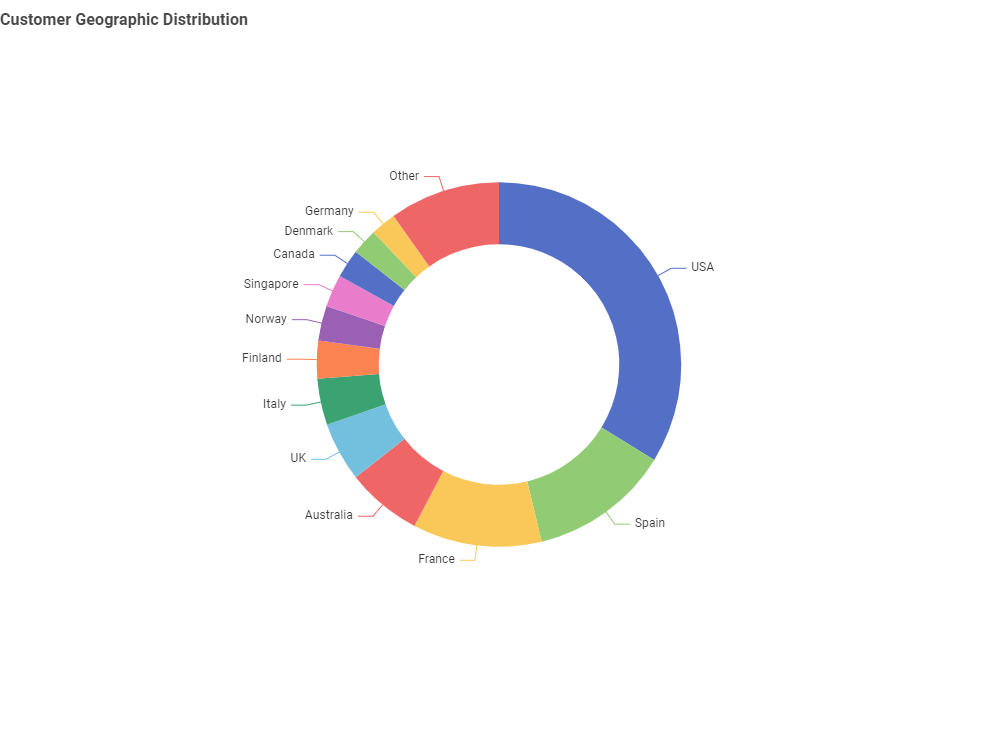 Customer Geographic Distribution
Other
Germany
Denmark
Canada
USA
Singapore
Norway
Finland
Italy
UK
Australia
Spain
France